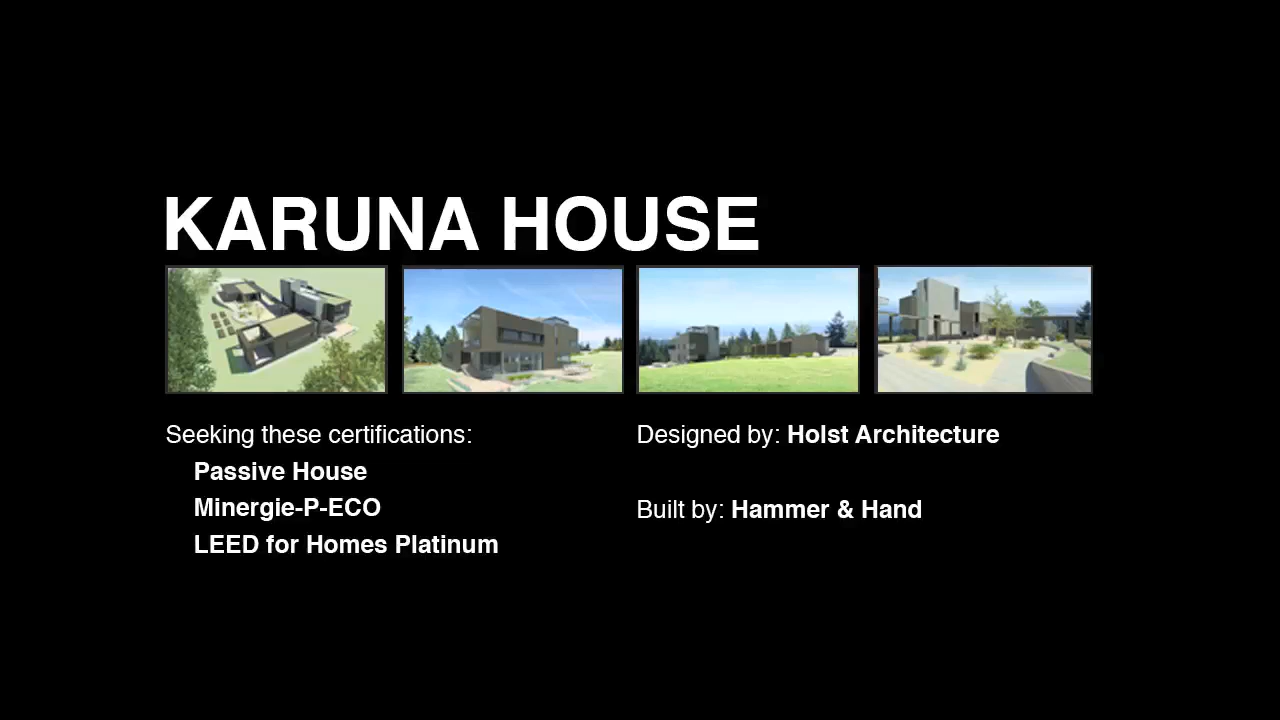 KARUNA HOUSE
Seeking these certifications:
Passive House
Minergie-P-ECO
LEED for Homes Platinum
Designed by: Holst Architecture
Built by: Hammer & Hand